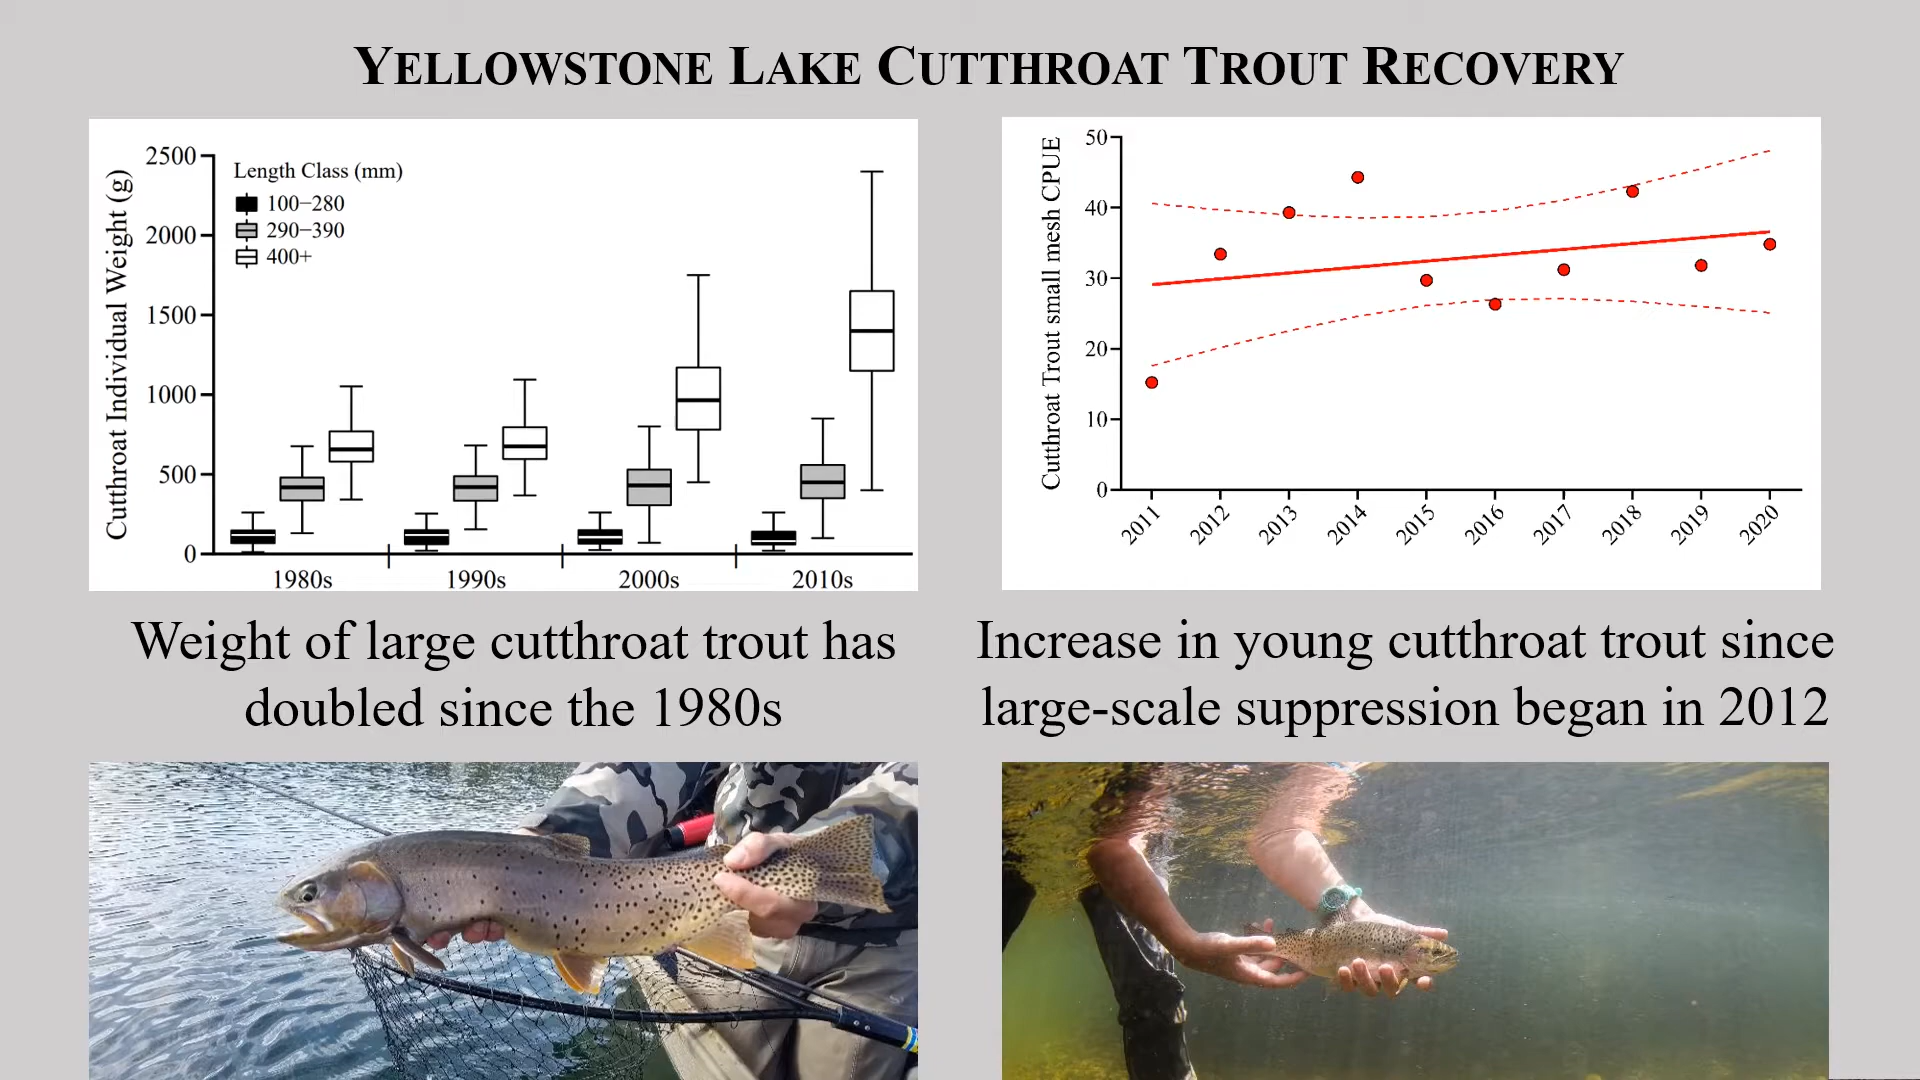 YELLOWSTONE LAKE CUTTHROAT TROUT RECOVERY
Cutthroat Individual Weight (g)
2500
2000
1500
1000
500
0
Length Class (mm)
100–280
290–390
400+
1980s
1990s
2000s
2010s
Cutthroat Trout small mesh CPUE
50
40
30
20
10
0
2011
2012
2013
2014
2015
2016
2017
2018
2019
2020
Weight of large cutthroat trout has
doubled since the 1980s
Increase in young cutthroat trout since
large-scale suppression began in 2012